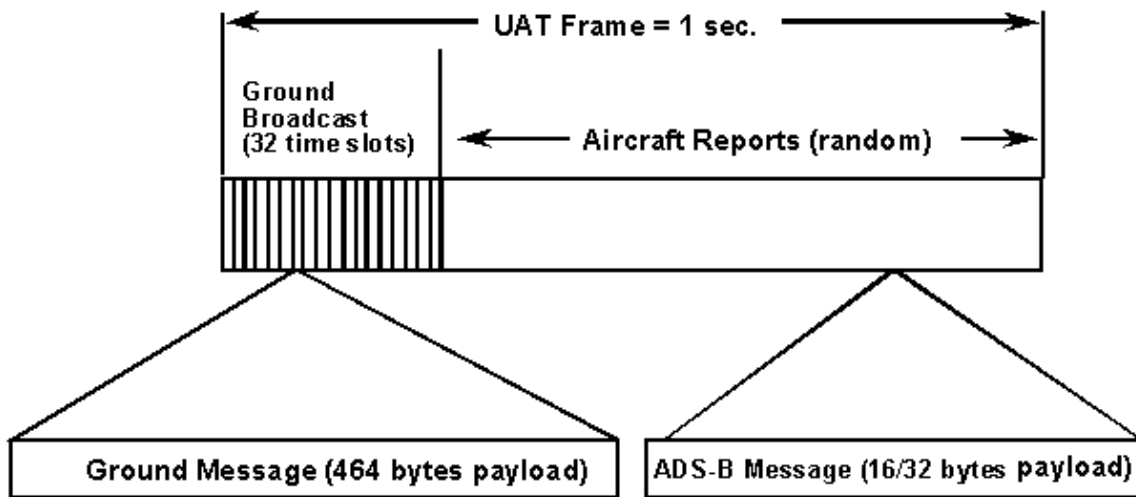 UAT Frame = 1 sec.
Ground
Broadcast
(32 time slots)
Aircraft Reports (random)
Ground Message (464 bytes payload)
ADS-B Message (16/32 bytes payload)